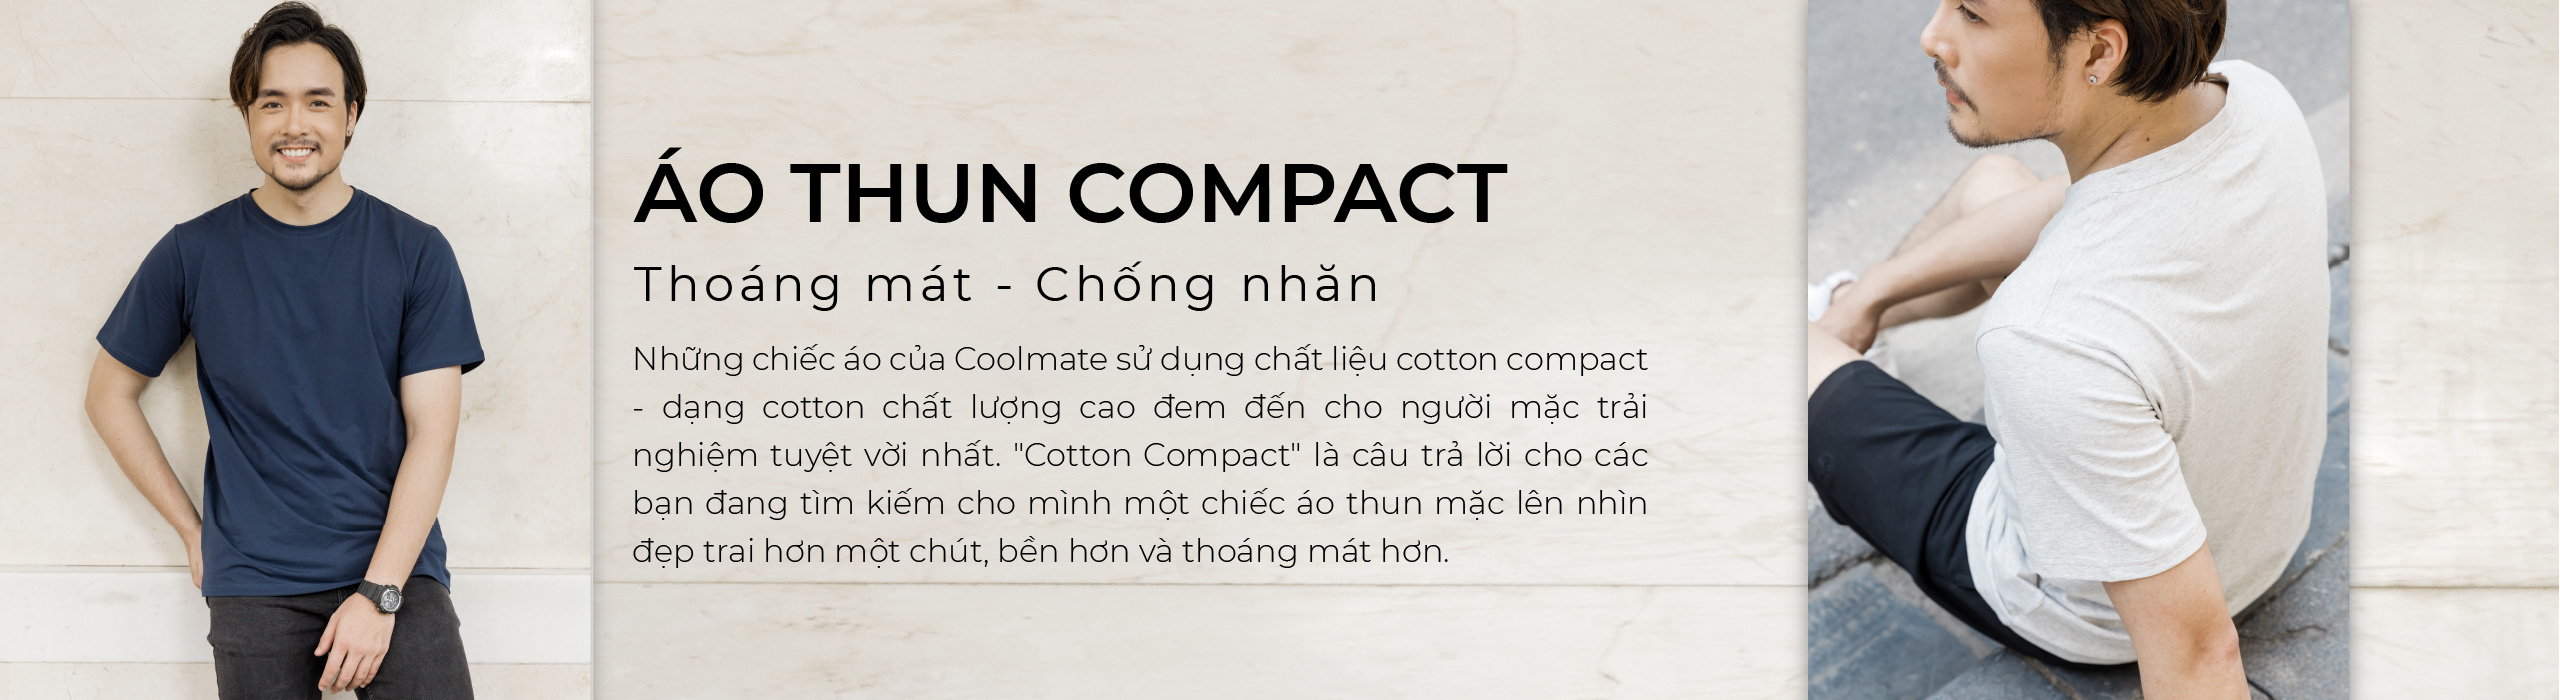 ÁO THUN COMPACT
Thoáng mát - Chống nhăn
Những chiếc áo của Coolmate sử dụng chất liệu cotton compact
- dạng cotton chất lượng cao đem đến cho người mặc trải
nghiệm tuyệt vời nhất. "Cotton Compact" là câu trả lời cho các
bạn đang tìm kiếm cho mình một chiếc áo thun mặc lên nhìn
đẹp trai hơn một chút, bền hơn và thoáng mát hơn.